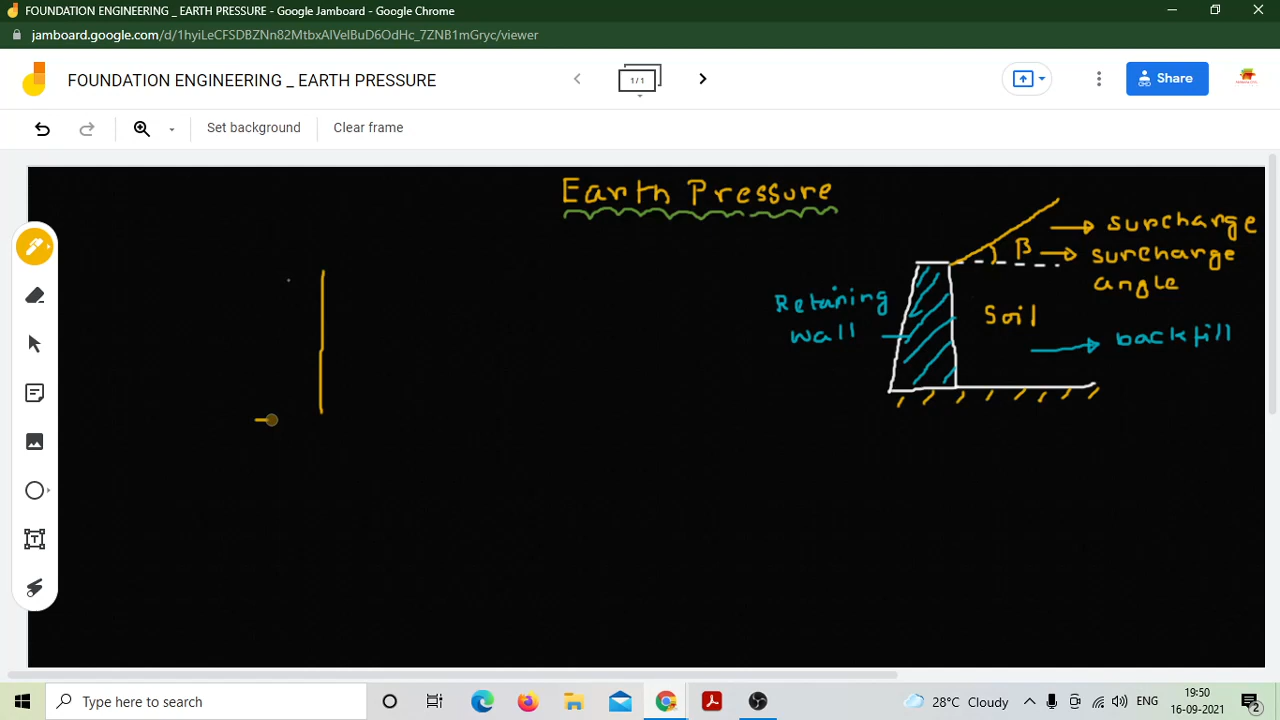 FOUNDATION ENGINEERING _ EARTH PRESSURE - Google Jamboard - Google Chrome
jamboard.google.com/d/1hyiLeCFSDBZNn82MtbxAlVelBuD6OdHc_7ZNB1mGryc/viewer
FOUNDATION ENGINEERING _ EARTH PRESSURE
1/1
Share
Set background
Clear frame
Earth Pressure
surcharge
β
surcharge
angle
Retaining
wall
Soil
backfill
Type here to search
28°C Cloudy
ENG
19:50
16-09-2021
2